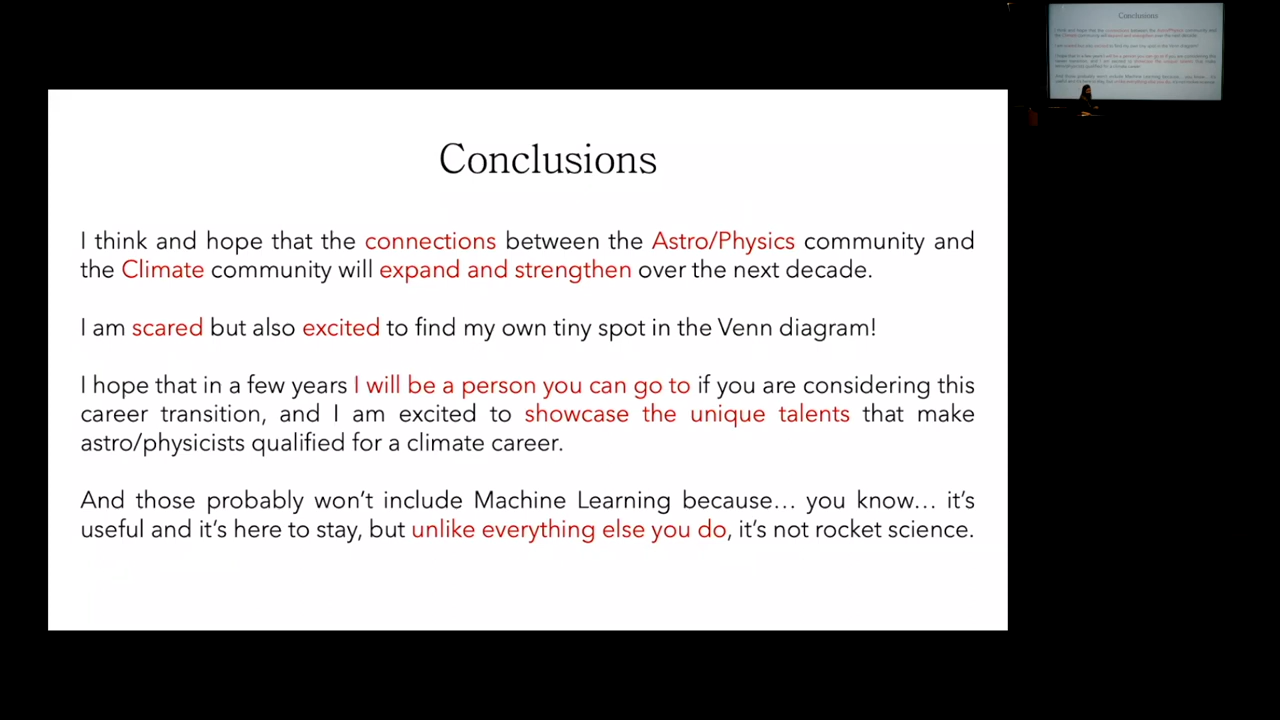 Conclusions
I think and hope that the connections between the Astro/Physics community and
the Climate community will expand and strengthen over the next decade.
I am scared but also excited to find my own tiny spot in the Venn diagram!
I hope that in a few years I will be a person you can go to if you are considering this
career transition, and I am excited to showcase the unique talents that make
astro/physicists qualified for a climate career.
And those probably won't include Machine Learning because... you know... it's
useful and it's here to stay, but unlike everything else you do, it's not rocket science.
Conclusions